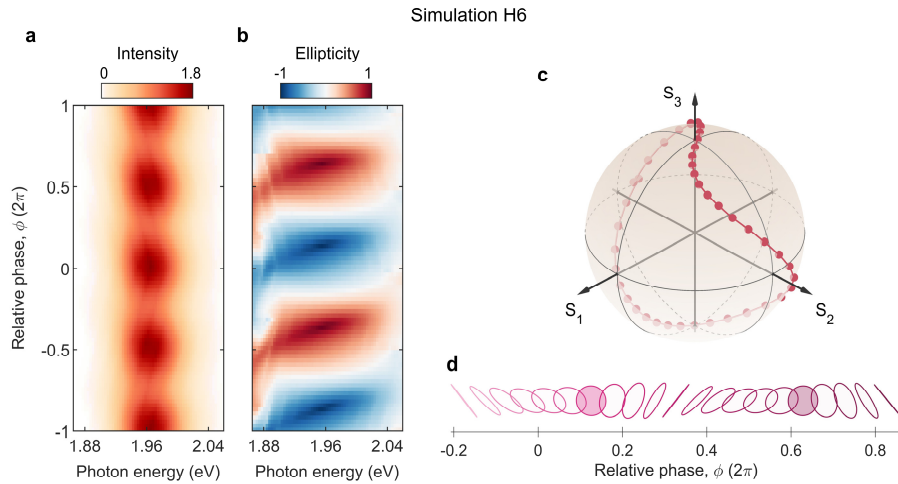 Simulation H6
a
Intensity
0 1.8
b
Ellipticity
-1 1
c
1
0.5
0
-0.5
-1
Relative phase, ϕ (2π)
1.88 1.96 2.04
Photon energy (eV)
1.88 1.96 2.04
Photon energy (eV)
S3
S1
S2
d
-0.2 0 0.2 0.4 0.6 0.8
Relative phase, ϕ (2π)